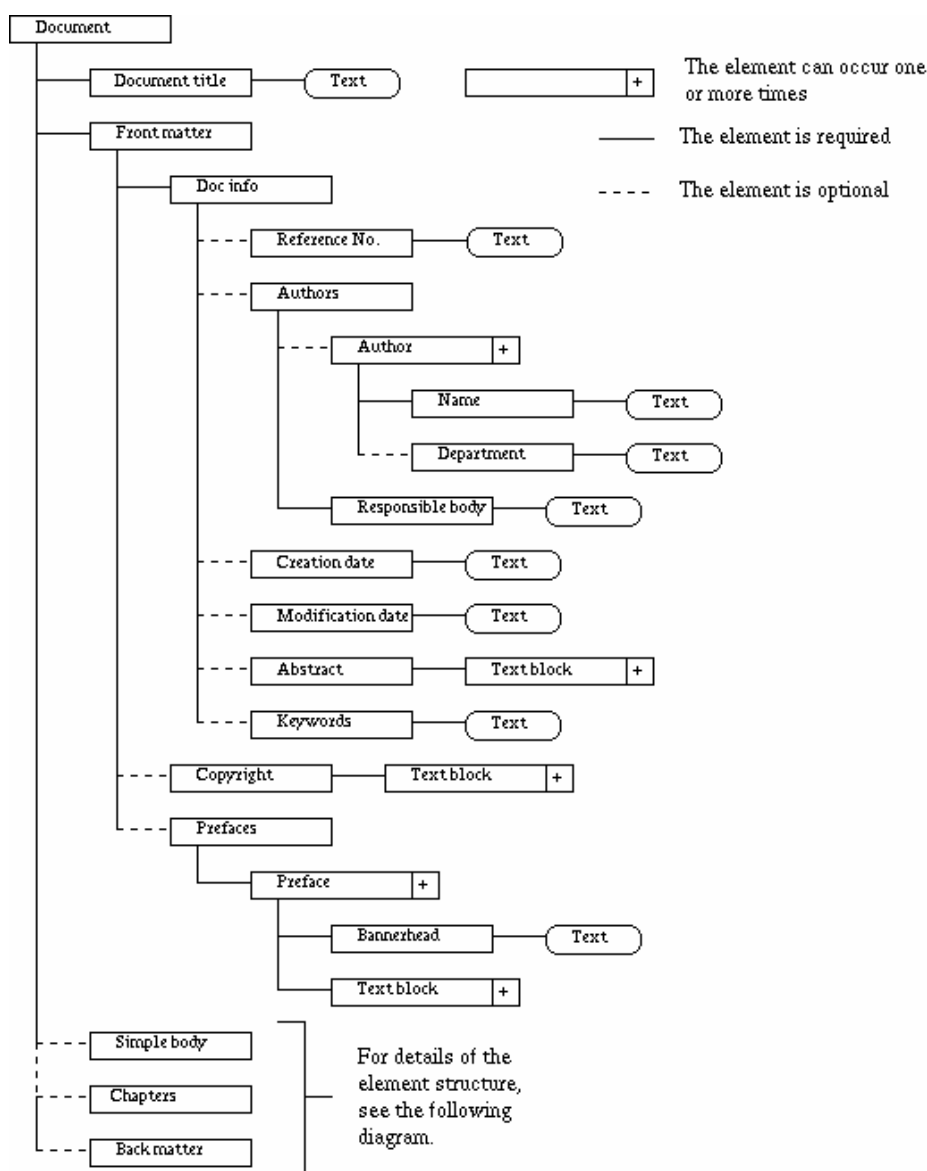 Document
Document title Text + The element can occur one
or more times
Front matter The element is required
Doc info The element is optional
Reference No. Text
Authors
Author +
Name Text
Department Text
Responsible body Text
Creation date Text
Modification date Text
Abstract Text block +
Keywords Text
Copyright Text block +
Prefaces
Preface +
Bannerhead Text
Text block +
Simple body
For details of the
element structure,
Chapters
see the following
diagram.
Back matter